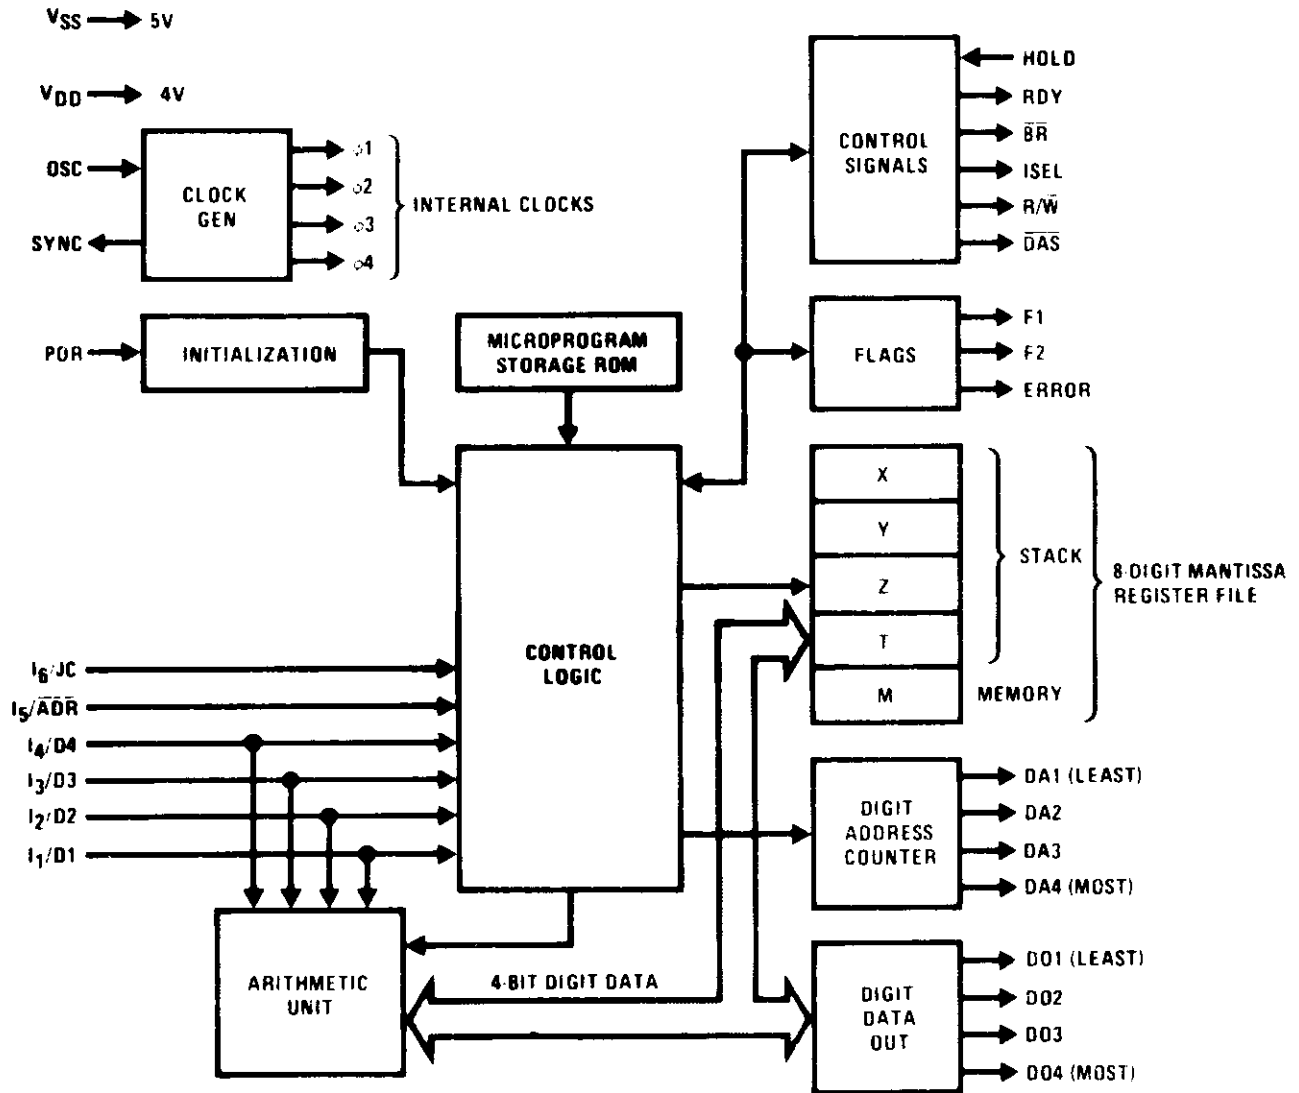 VSS 5V
VDD 4V
OSC
SYNC
CLOCK
GEN
φ1
φ2
φ3
φ4
INTERNAL CLOCKS
POR
INITIALIZATION
MICROPROGRAM
STORAGE ROM
CONTROL
LOGIC
I6/JC
I5/A̅D̅R̅
I4/D4
I3/D3
I2/D2
I1/D1
ARITHMETIC
UNIT
4-BIT DIGIT DATA
CONTROL
SIGNALS
HOLD
RDY
B̅R̅
ISEL
R/W̅
D̅A̅S̅
FLAGS
F1
F2
ERROR
X
Y
Z
T
M
STACK
MEMORY
8-DIGIT MANTISSA
REGISTER FILE
DIGIT
ADDRESS
COUNTER
DA1 (LEAST)
DA2
DA3
DA4 (MOST)
DIGIT
DATA
OUT
DO1 (LEAST)
DO2
DO3
DO4 (MOST)